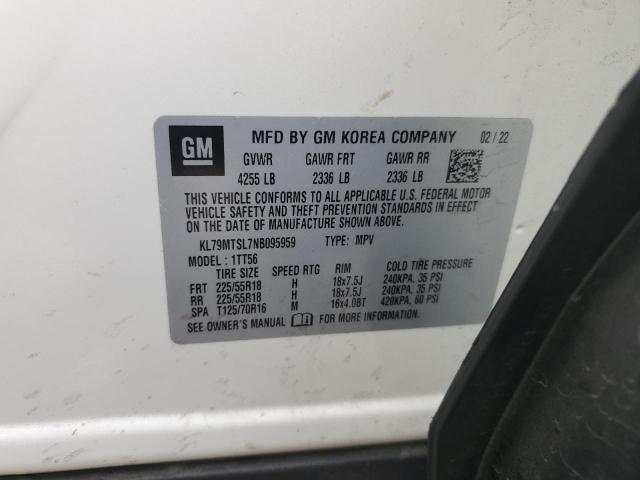 GM
MFD BY GM KOREA COMPANY 02 / 22
GVWR GAWR FRT GAWR RR
4255 LB 2336 LB 2336 LB
THIS VEHICLE CONFORMS TO ALL APPLICABLE U.S. FEDERAL MOTOR
VEHICLE SAFETY AND THEFT PREVENTION STANDARDS IN EFFECT
ON THE DATE OF MANUFACTURE SHOWN ABOVE.
KL79MTSL7NB095959 TYPE: MPV
MODEL : 1TT56
TIRE SIZE SPEED RTG RIM COLD TIRE PRESSURE
FRT 225/55R18 H 18x7.5J 240KPA, 35 PSI
RR 225/55R18 H 18x7.5J 240KPA, 35 PSI
SPA T125/70R16 M 16x4.0BT 420KPA, 60 PSI
SEE OWNER'S MANUAL FOR MORE INFORMATION.